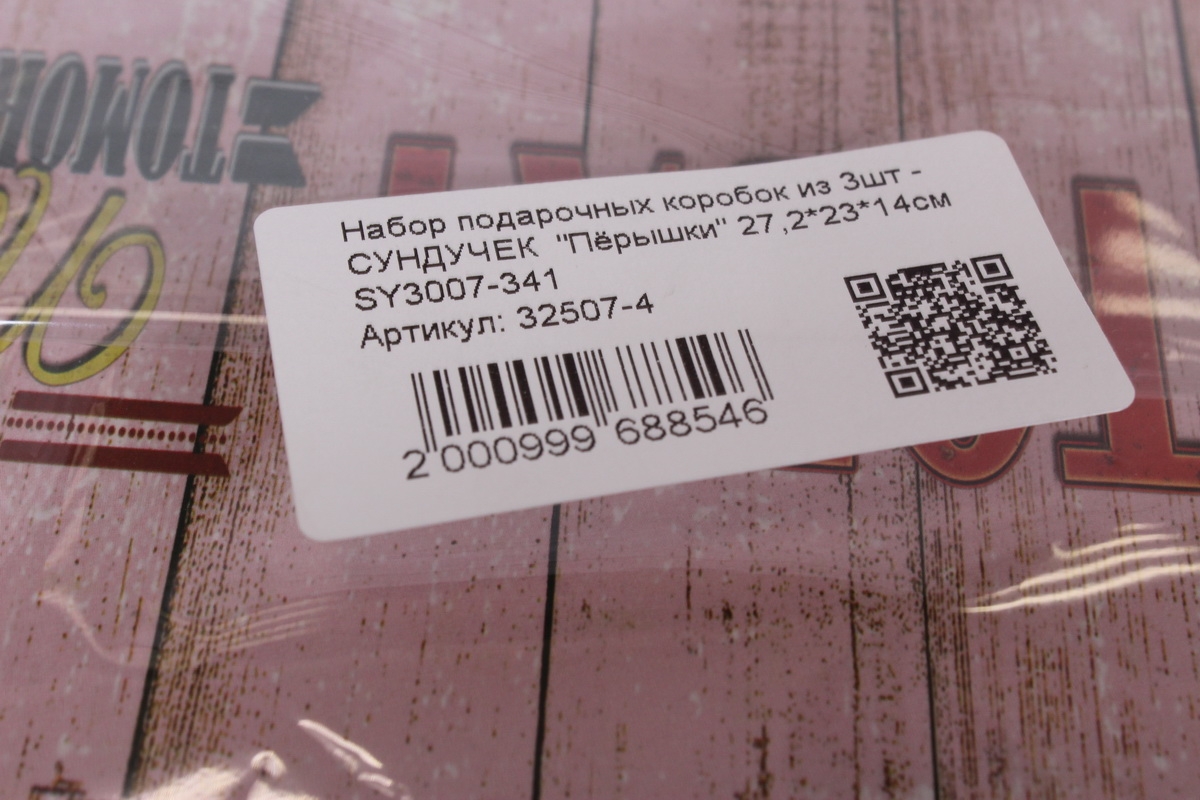 Набор подарочных коробок из 3шт -
СУНДУЧЕК "Пёрышки" 27,2*23*14см
SY3007-341
Артикул: 32507-4
2 000999 688546